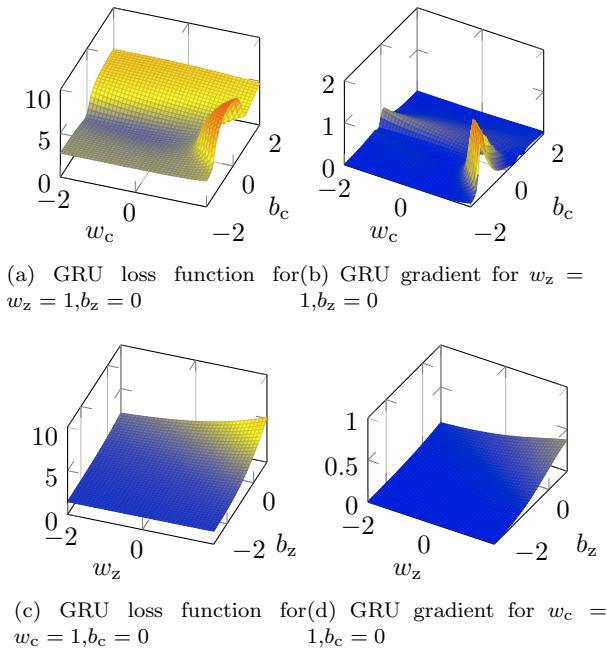 10
5
0
−2
0
−2
0
2
w_c
b_c
2
1
0
−2
0
−2
0
2
w_c
b_c
(a) GRU loss function for
w_z = 1,b_z = 0
(b) GRU gradient for w_z =
1,b_z = 0
10
5
0
−2
0
−2
0
w_z
b_z
1
0.5
0
−2
0
−2
0
w_z
b_z
(c) GRU loss function for
w_c = 1,b_c = 0
(d) GRU gradient for w_c =
1,b_c = 0